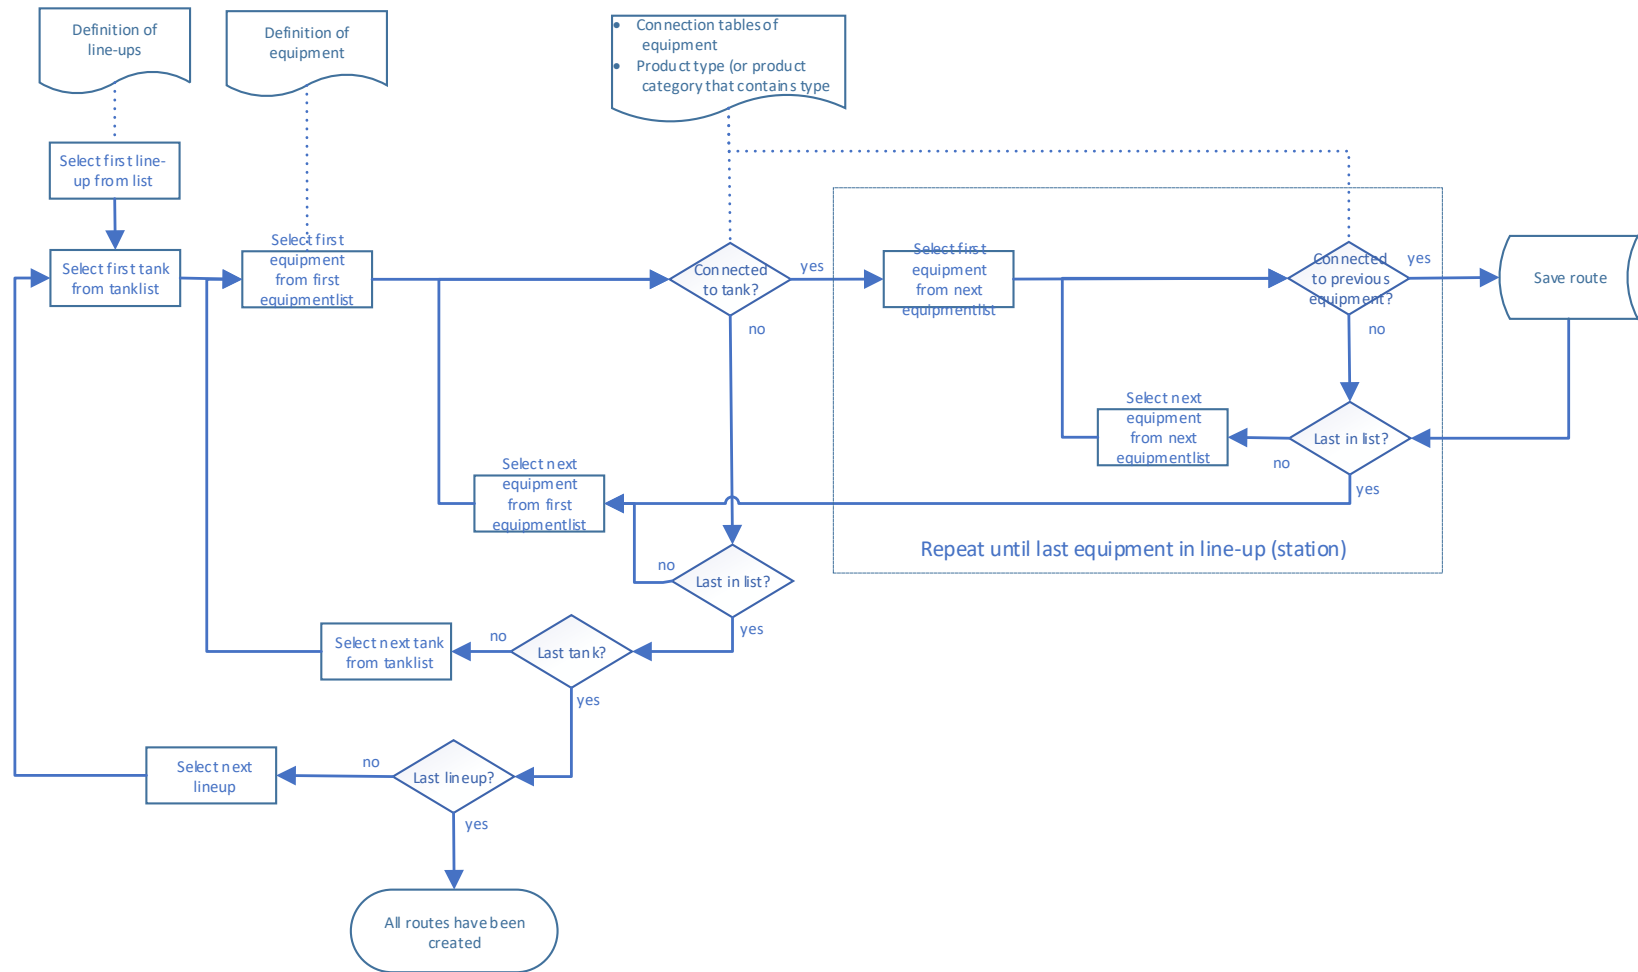 Definition of
line-ups
Definition of
equipment
• Connection tables of
equipment
• Product type (or product
category that contains type
Select first line-
up from list
Select first tank
from tanklist
Select first
equipment
from first
equipmentlist
Connected
to tank?
yes
no
Select first
equipment
from next
equipmentlist
Connected
to previous
equipment?
yes
no
Save route
Select next
equipment
from next
equipmentlist
Last in list?
no
yes
Select next
equipment
from first
equipmentlist
Repeat until last equipment in line-up (station)
no
Last in list?
yes
Select next tank
from tanklist
no
Last tank?
yes
Select next
lineup
no
Last lineup?
yes
All routes have been
created